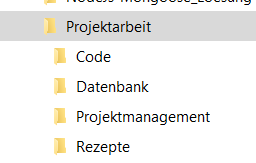 Projektarbeit
Code
Datenbank
Projektmanagement
Rezepte